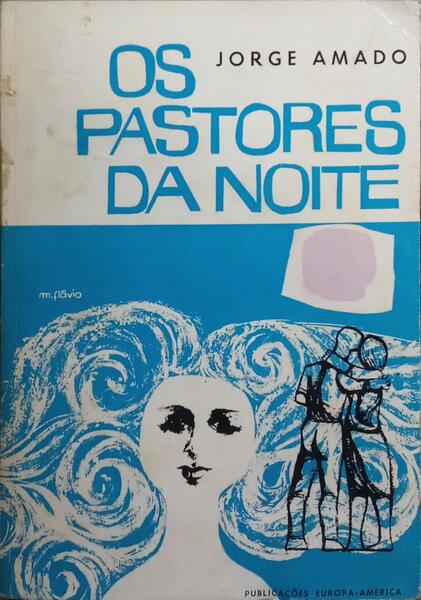 OS
JORGE AMADO
PASTORES
DA NOITE
m. flávio
PUBLICAÇÕES EUROPA-AMÉRICA